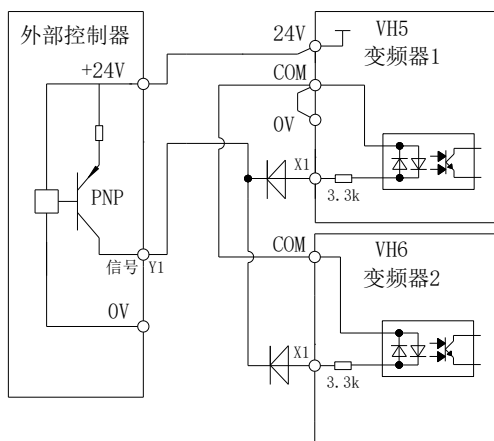 外部控制器
+24V
PNP
信号 Y1
0V
24V
VH5
变频器1
COM
0V
X1
3.3k
COM
VH6
变频器2
X1
3.3k